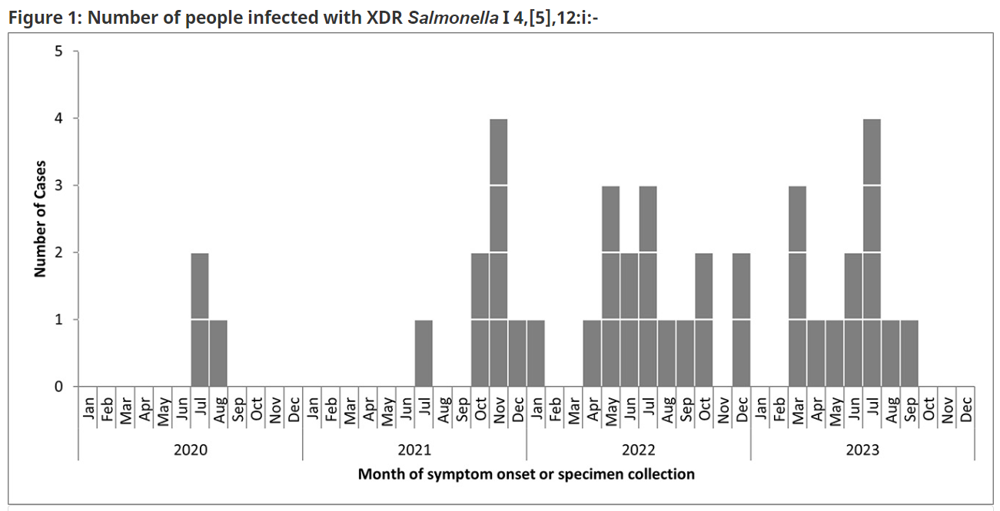 Figure 1: Number of people infected with XDR Salmonella I 4,[5],12:i:-
5
4
3
2
1
0
Number of Cases
Jan Feb Mar Apr May Jun Jul Aug Sep Oct Nov Dec Jan Feb Mar Apr May Jun Jul Aug Sep Oct Nov Dec Jan Feb Mar Apr May Jun Jul Aug Sep Oct Nov Dec Jan Feb Mar Apr May Jun Jul Aug Sep Oct Nov Dec
2020 2021 2022 2023
Month of symptom onset or specimen collection